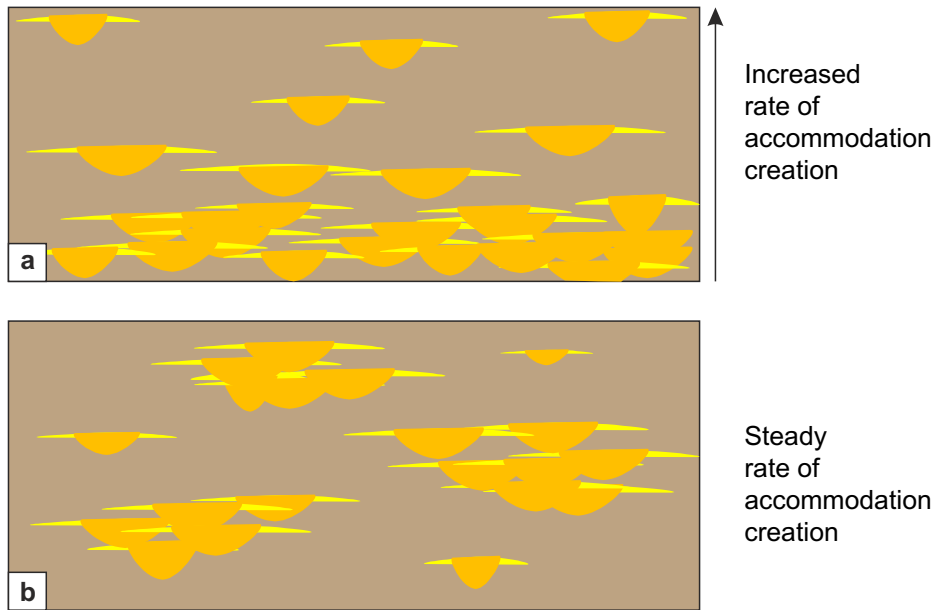 Increased
rate of
accommodation
creation
a
Steady
rate of
accommodation
creation
b